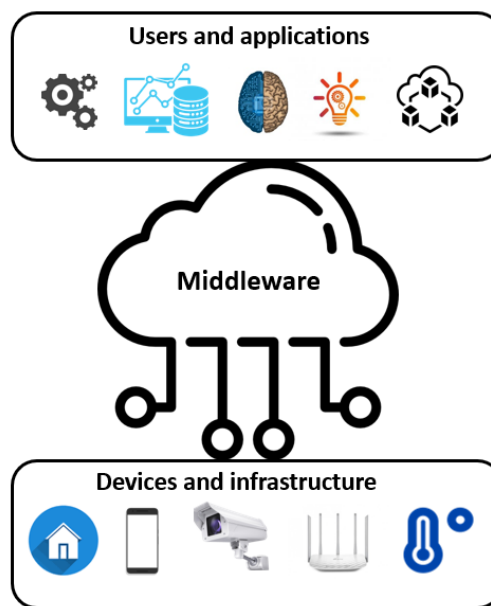 Users and applications
Middleware
Devices and infrastructure